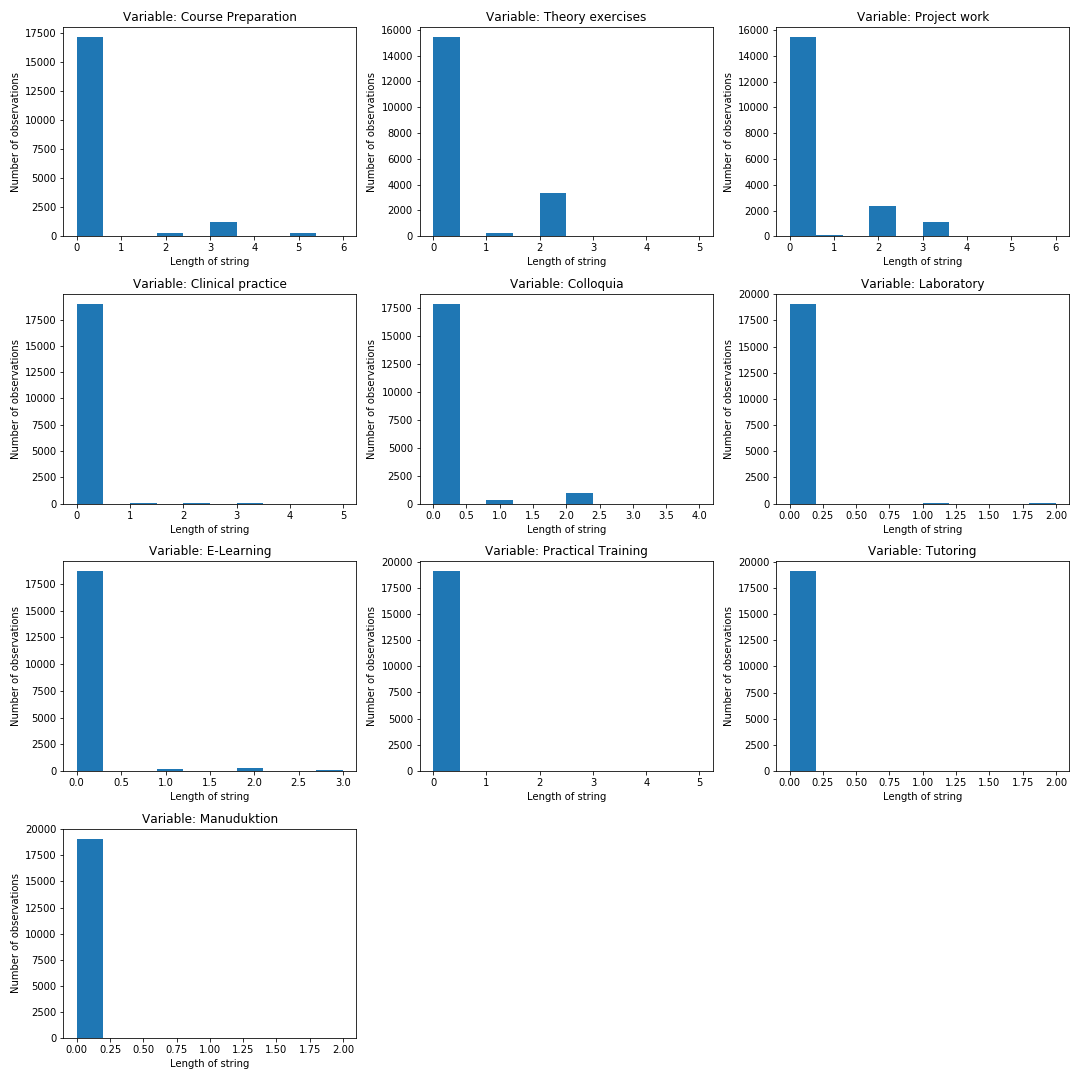 Variable: Course Preparation
17500
15000
12500
10000
7500
5000
2500
0
Number of observations
0 1 2 3 4 5 6
Length of string
Variable: Theory exercises
16000
14000
12000
10000
8000
6000
4000
2000
0
Number of observations
0 1 2 3 4 5
Length of string
Variable: Project work
16000
14000
12000
10000
8000
6000
4000
2000
0
Number of observations
0 1 2 3 4 5 6
Length of string
Variable: Clinical practice
17500
15000
12500
10000
7500
5000
2500
0
Number of observations
0 1 2 3 4 5
Length of string
Variable: Colloquia
17500
15000
12500
10000
7500
5000
2500
0
Number of observations
0.0 0.5 1.0 1.5 2.0 2.5 3.0 3.5 4.0
Length of string
Variable: Laboratory
20000
17500
15000
12500
10000
7500
5000
2500
0
Number of observations
0.00 0.25 0.50 0.75 1.00 1.25 1.50 1.75 2.00
Length of string
Variable: E-Learning
17500
15000
12500
10000
7500
5000
2500
0
Number of observations
0.0 0.5 1.0 1.5 2.0 2.5 3.0
Length of string
Variable: Practical Training
20000
17500
15000
12500
10000
7500
5000
2500
0
Number of observations
0 1 2 3 4 5
Length of string
Variable: Tutoring
20000
17500
15000
12500
10000
7500
5000
2500
0
Number of observations
0.00 0.25 0.50 0.75 1.00 1.25 1.50 1.75 2.00
Length of string
Variable: Manuduktion
20000
17500
15000
12500
10000
7500
5000
2500
0
Number of observations
0.00 0.25 0.50 0.75 1.00 1.25 1.50 1.75 2.00
Length of string